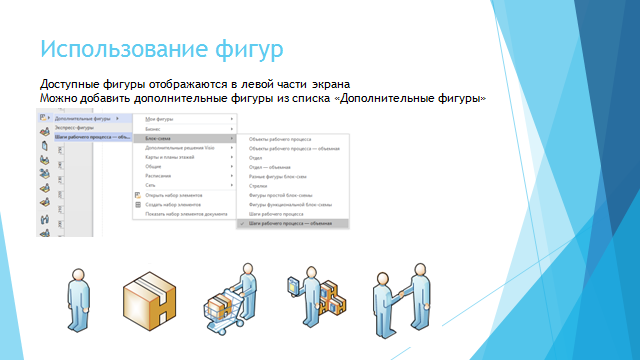 Использование фигур
Доступные фигуры отображаются в левой части экрана
Можно добавить дополнительные фигуры из списка «Дополнительные фигуры»
Дополнительные фигуры
Экспресс-фигуры
Шаги рабочего процесса — объ...
Мои фигуры
Бизнес
Блок-схема
Дополнительные решения Visio
Карты и планы этажей
Общие
Расписания
Сеть
Открыть набор элементов
Создать набор элементов
Показать набор элементов документа
Объекты рабочего процесса
Объекты рабочего процесса — объемные
Отдел
Отдел — объемные
Разные фигуры блок-схем
Стрелки
Фигуры простой блок-схемы
Фигуры функциональной блок-схемы
Шаги рабочего процесса
Шаги рабочего процесса — объемные